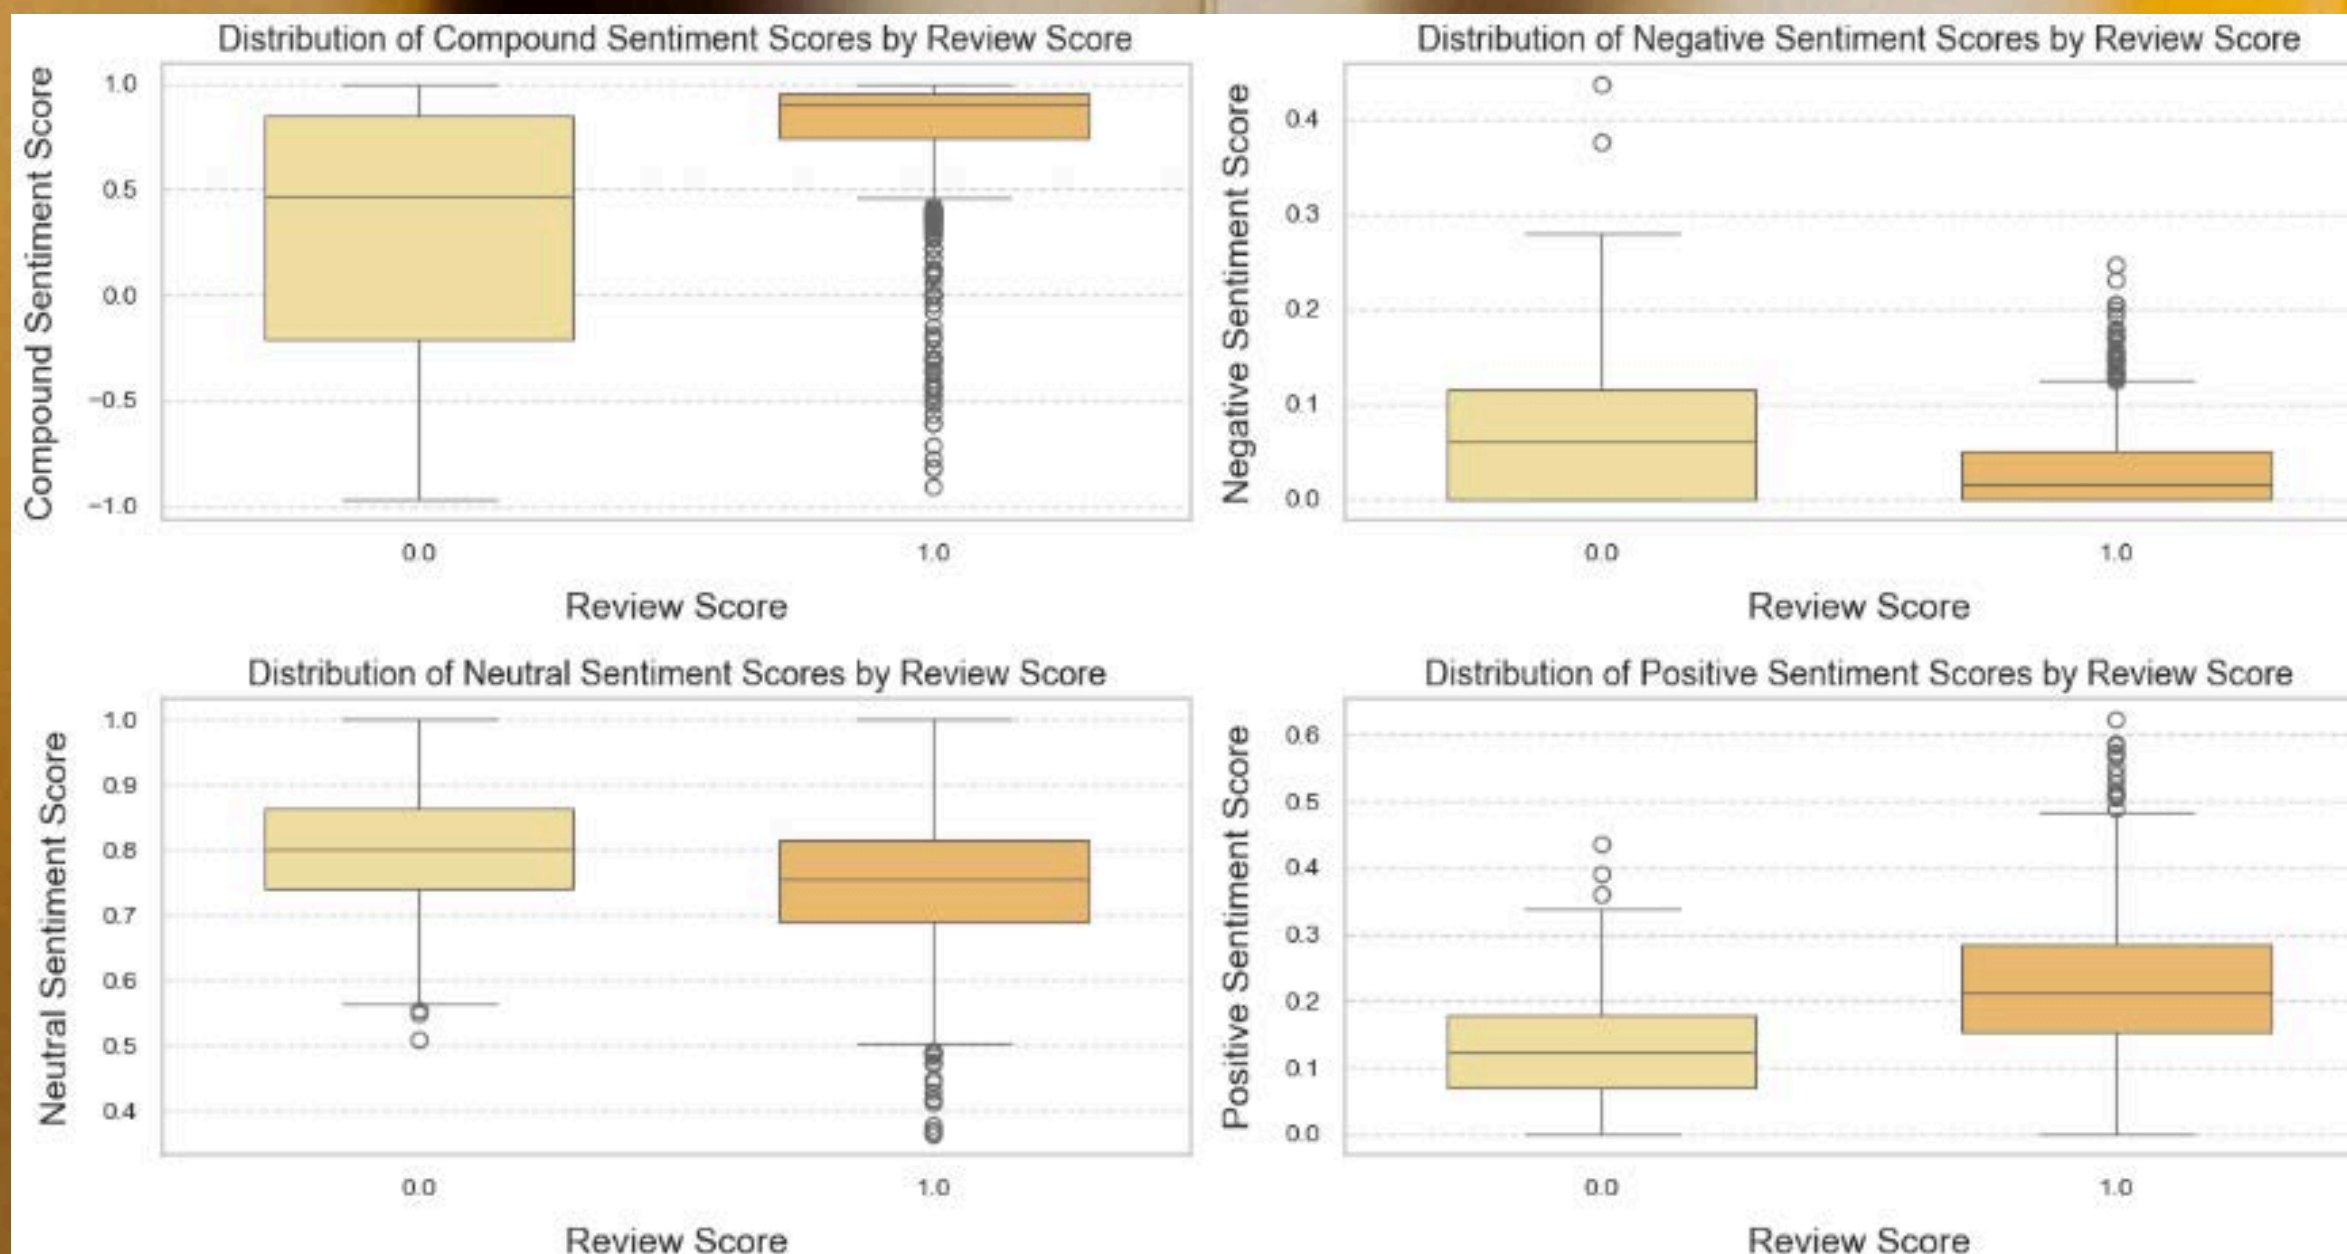 Distribution of Compound Sentiment Scores by Review Score
Compound Sentiment Score
1.0
0.5
0.0
−0.5
−1.0
0.0 1.0
Review Score
Distribution of Negative Sentiment Scores by Review Score
Negative Sentiment Score
0.4
0.3
0.2
0.1
0.0
0.0 1.0
Review Score
Distribution of Neutral Sentiment Scores by Review Score
Neutral Sentiment Score
1.0
0.9
0.8
0.7
0.6
0.5
0.4
0.0 1.0
Review Score
Distribution of Positive Sentiment Scores by Review Score
Positive Sentiment Score
0.6
0.5
0.4
0.3
0.2
0.1
0.0
0.0 1.0
Review Score